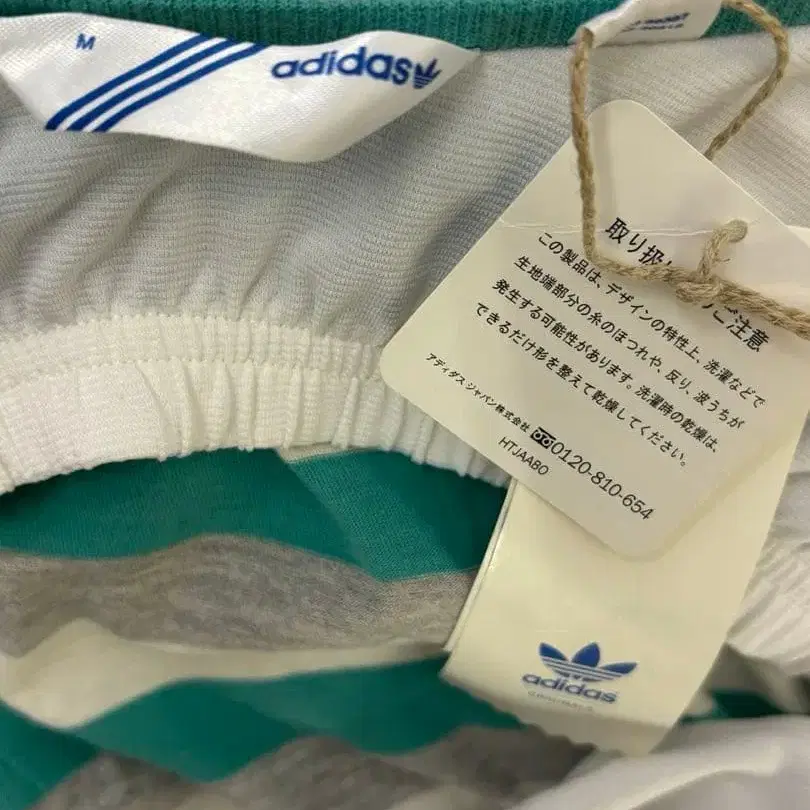 M
adidas
取り扱
ご注意
この製品は、デザインの特性上、洗濯などで
生地端部分の糸のほつれや、反り、波うちが
発生する可能性があります。洗濯時の乾燥は、
できるだけ形を整えて乾燥してください。
アディダス ジャパン株式会社 0120-810-654
HTJAABO
adidas
ORIGINALS